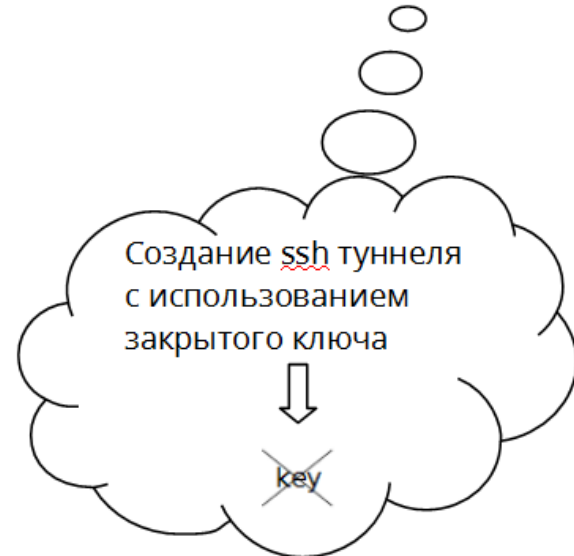 Создание ssh туннеля
с использованием
закрытого ключа
key